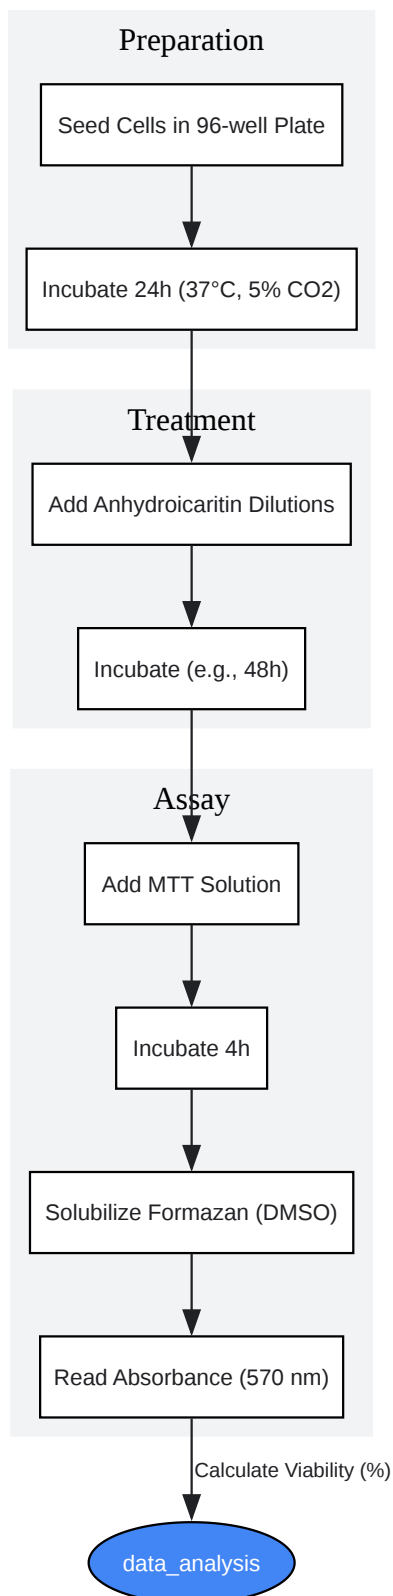 Preparation
Seed Cells in 96-well Plate
Incubate 24h (37°C, 5% CO2)
Treatment
Add Anhydroicaritin Dilutions
Incubate (e.g., 48h)
Assay
Add MTT Solution
Incubate 4h
Solubilize Formazan (DMSO)
Read Absorbance (570 nm)
Calculate Viability (%)
data_analysis